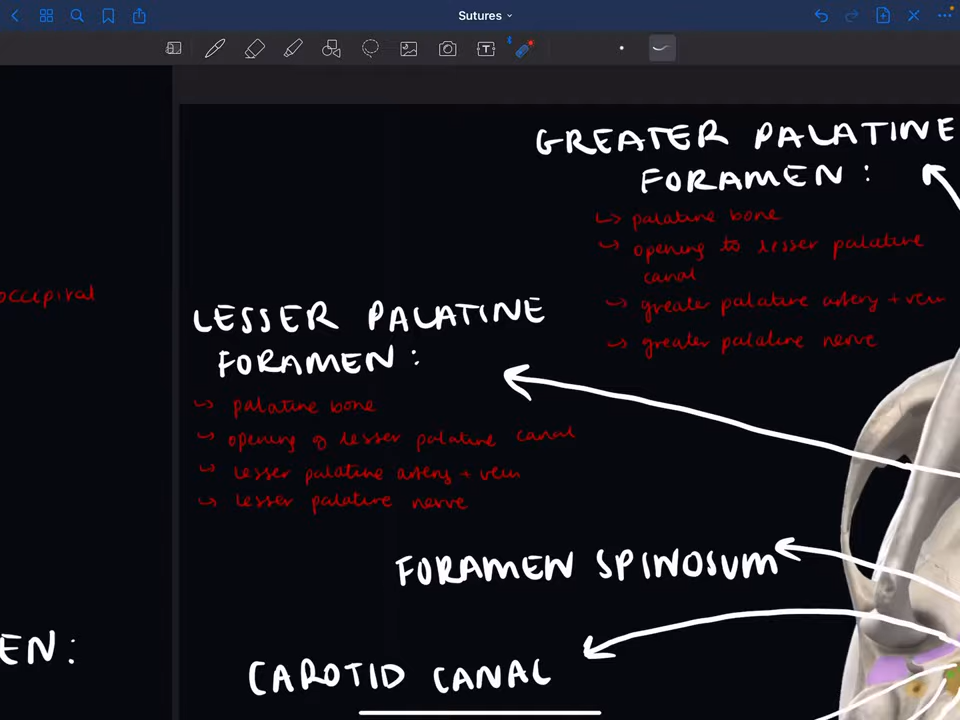 Sutures
GREATER PALATINE
FORAMEN:
↳ palatine bone
↳ opening to lesser palatine
canal
↳ greater palatine artery + vein
↳ greater palatine nerve
occipital
LESSER PALATINE
FORAMEN:
↳ palatine bone
↳ opening of lesser palatine canal
↳ lesser palatine artery + vein
↳ lesser palatine nerve
FORAMEN SPINOSUM
EN:
CAROTID CANAL